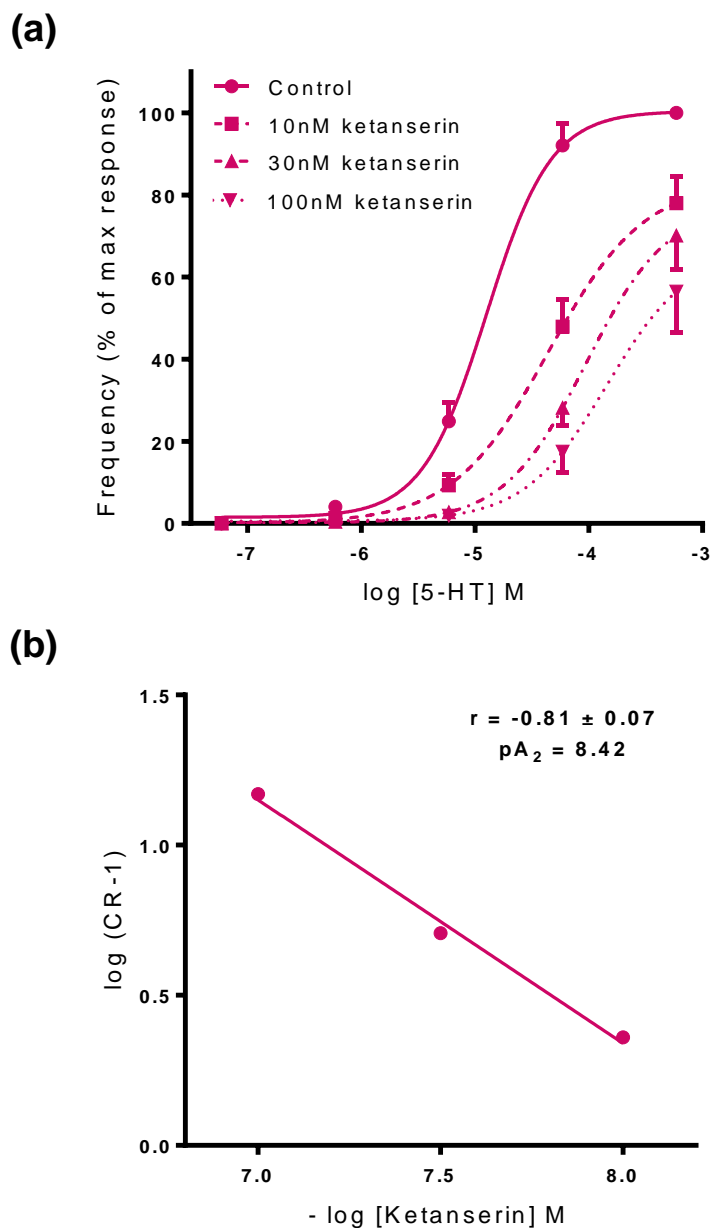 (a)
Control
10nM ketanserin
30nM ketanserin
100nM ketanserin
Frequency (% of max response)
100
80
60
40
20
0
-7 -6 -5 -4 -3
log [5-HT] M
(b)
r = -0.81 ± 0.07
pA2 = 8.42
log (CR-1)
1.5
1.0
0.5
0.0
7.0 7.5 8.0
- log [Ketanserin] M